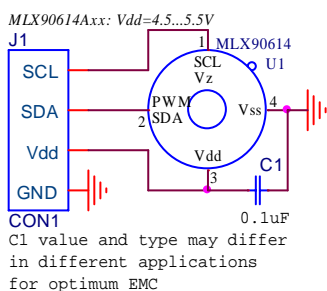 MLX90614Axx: Vdd=4.5...5.5V
J1
SCL
SDA
Vdd
GND
CON1
1
MLX90614
U1
SCL
Vz
PWM
SDA
2
Vss
4
Vdd
3
C1
0.1uF
C1 value and type may differ
in different applications
for optimum EMC